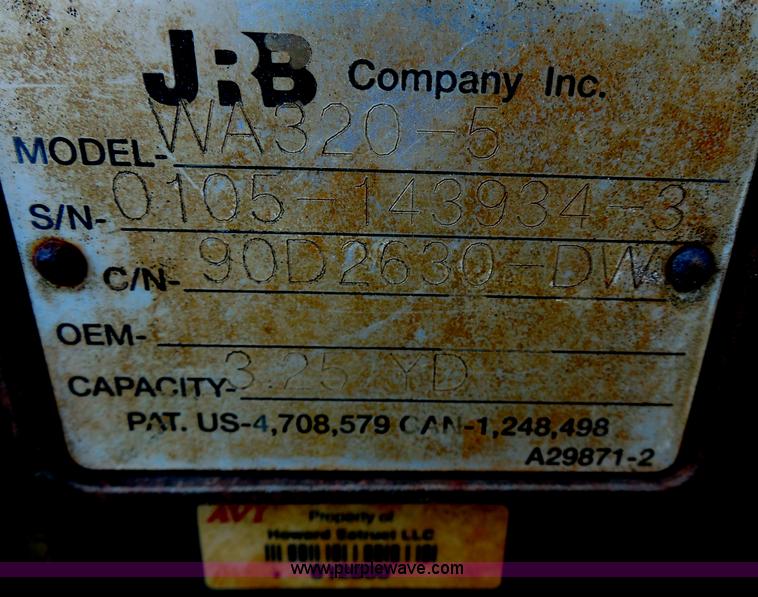 JRB Company Inc.
MODEL- WA320-5
S/N- 0105-143934-3
C/N- 90D2630-DW
OEM-
CAPACITY- 3.25 YD
PAT. US-4,708,579 CAN-1,248,498
A29871-2
Property of
Howard LLC
www.purplewave.com